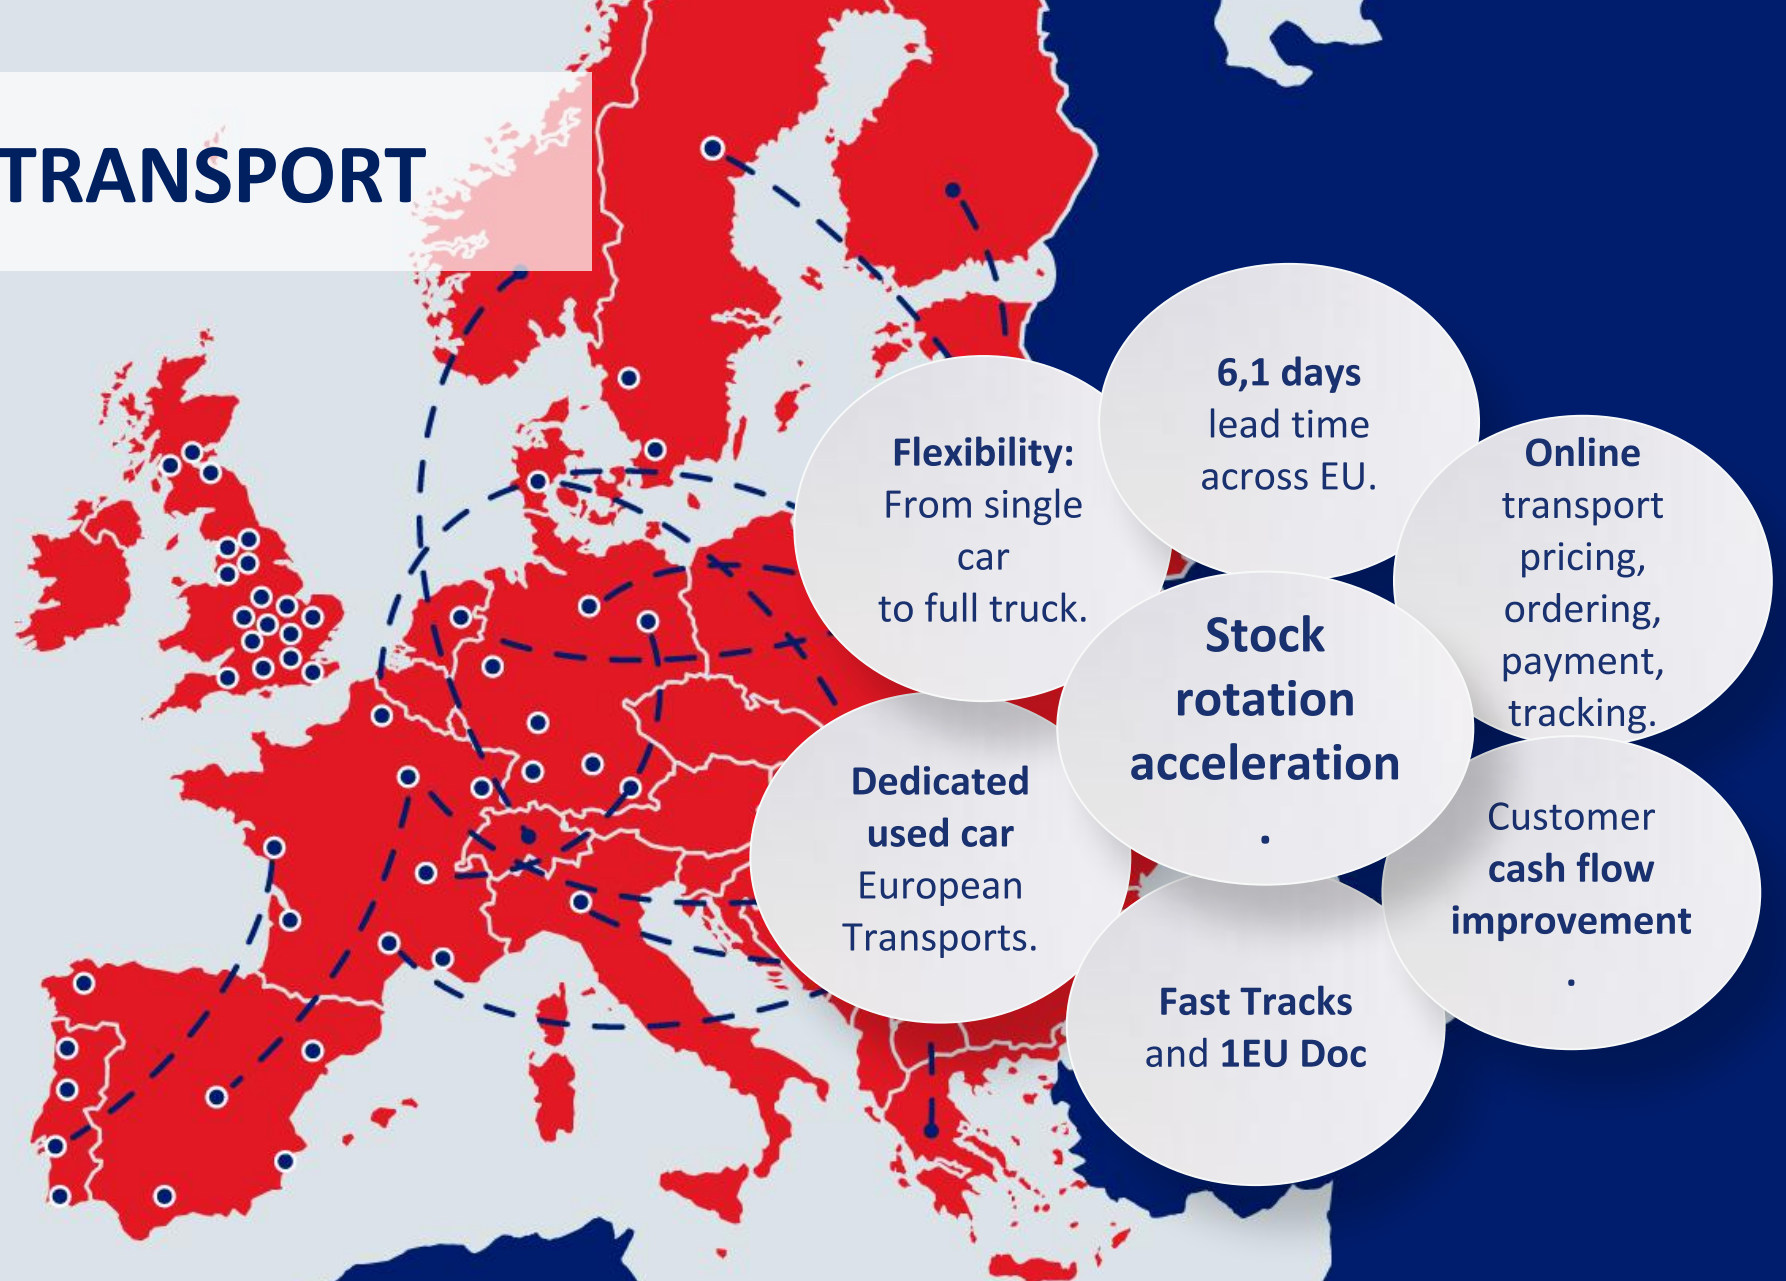 TRANSPORT
6,1 days
lead time
across EU.
Flexibility:
From single
car
to full truck.
Online
transport
pricing,
ordering,
payment,
tracking.
Stock
rotation
acceleration
.
Dedicated
used car
European
Transports.
Customer
cash flow
improvement
.
Fast Tracks
and 1EU Doc